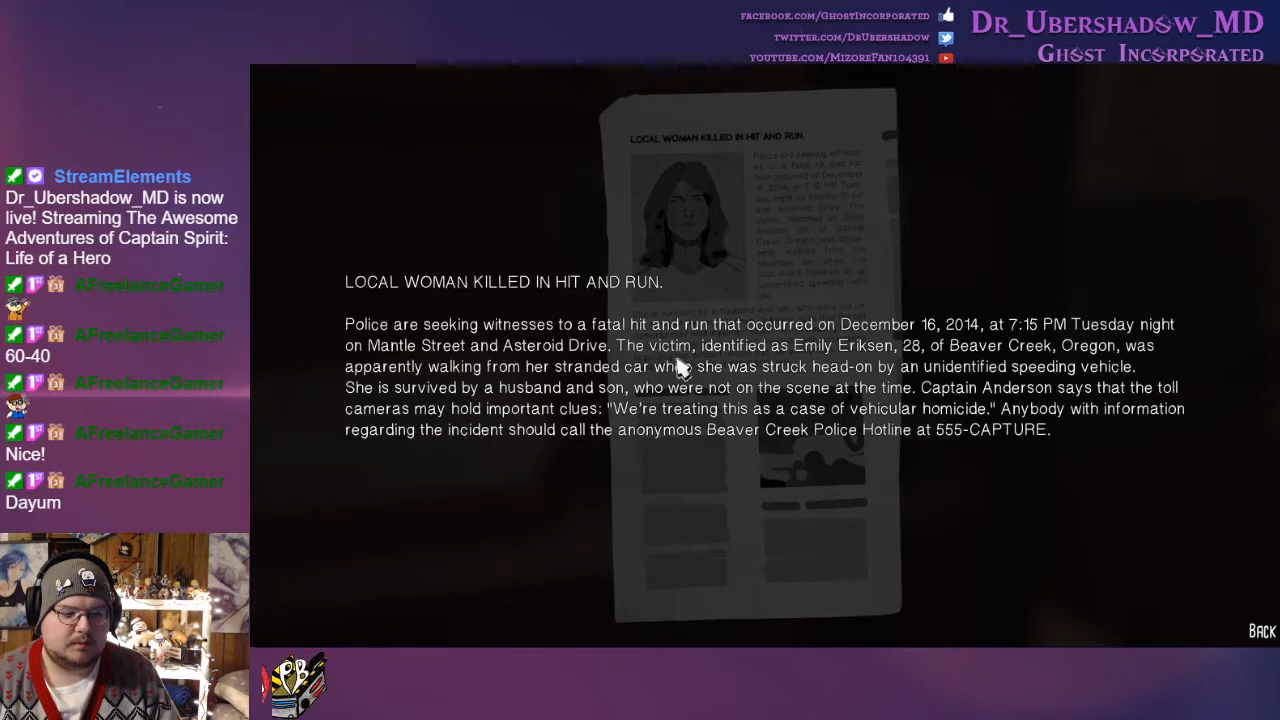 FACEBOOK.COM/GHOSTINCORPORATED
TWITTER.COM/DRUBERSHADOW
YOUTUBE.COM/MIZOREFAN104391
DR_UBERSHADOW_MD
GHOST INCORPORATED
StreamElements
Dr_Ubershadow_MD is now
live! Streaming The Awesome
Adventures of Captain Spirit:
Life of a Hero
AFreelanceGamer
AFreelanceGamer
60-40
AFreelanceGamer
AFreelanceGamer
Nice!
AFreelanceGamer
Dayum
LOCAL WOMAN KILLED IN HIT AND RUN.
LOCAL WOMAN KILLED IN HIT AND RUN.
Police are seeking witnesses to a fatal hit and run that occurred on December 16, 2014, at 7:15 PM Tuesday night
on Mantle Street and Asteroid Drive. The victim, identified as Emily Eriksen, 28, of Beaver Creek, Oregon, was
apparently walking from her stranded car when she was struck head-on by an unidentified speeding vehicle.
She is survived by a husband and son, who were not on the scene at the time. Captain Anderson says that the toll
cameras may hold important clues: "We're treating this as a case of vehicular homicide." Anybody with information
regarding the incident should call the anonymous Beaver Creek Police Hotline at 555-CAPTURE.
BACK
PB